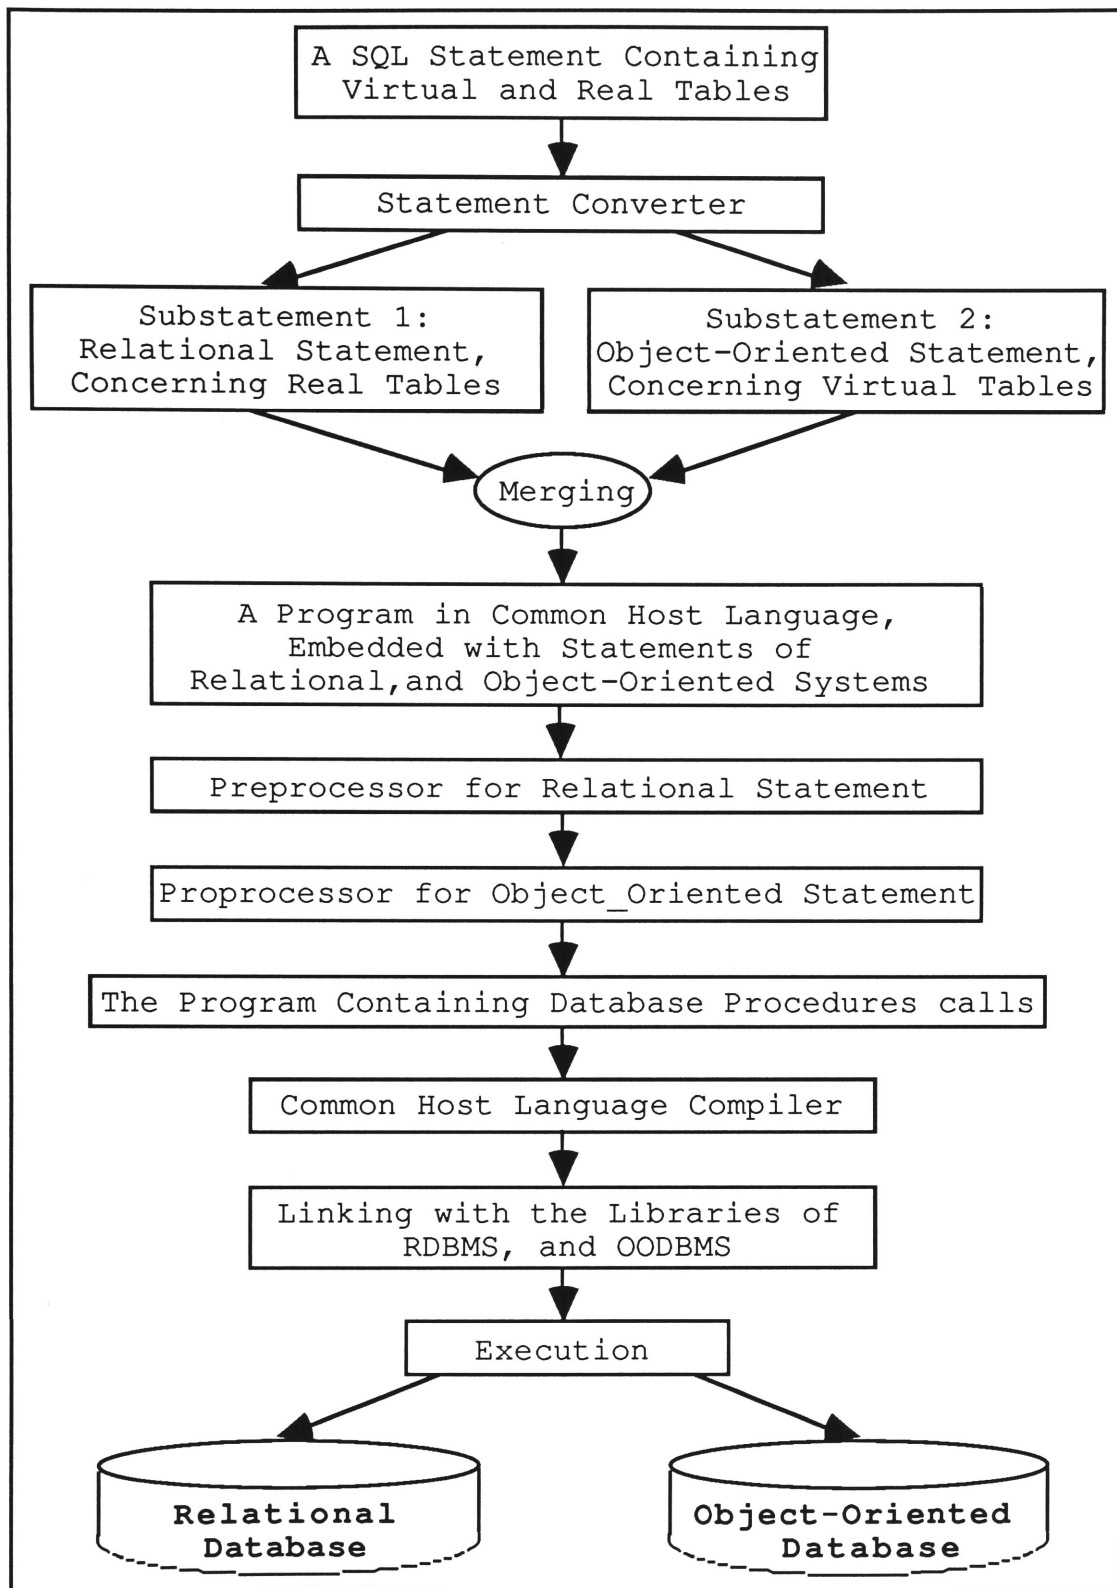 A SQL Statement Containing
Virtual and Real Tables
Statement Converter
Substatement 1:
Relational Statement,
Concerning Real Tables
Substatement 2:
Object-Oriented Statement,
Concerning Virtual Tables
Merging
A Program in Common Host Language,
Embedded with Statements of
Relational,and Object-Oriented Systems
Preprocessor for Relational Statement
Proprocessor for Object_Oriented Statement
The Program Containing Database Procedures calls
Common Host Language Compiler
Linking with the Libraries of
RDBMS, and OODBMS
Execution
Relational
Database
Object-Oriented
Database